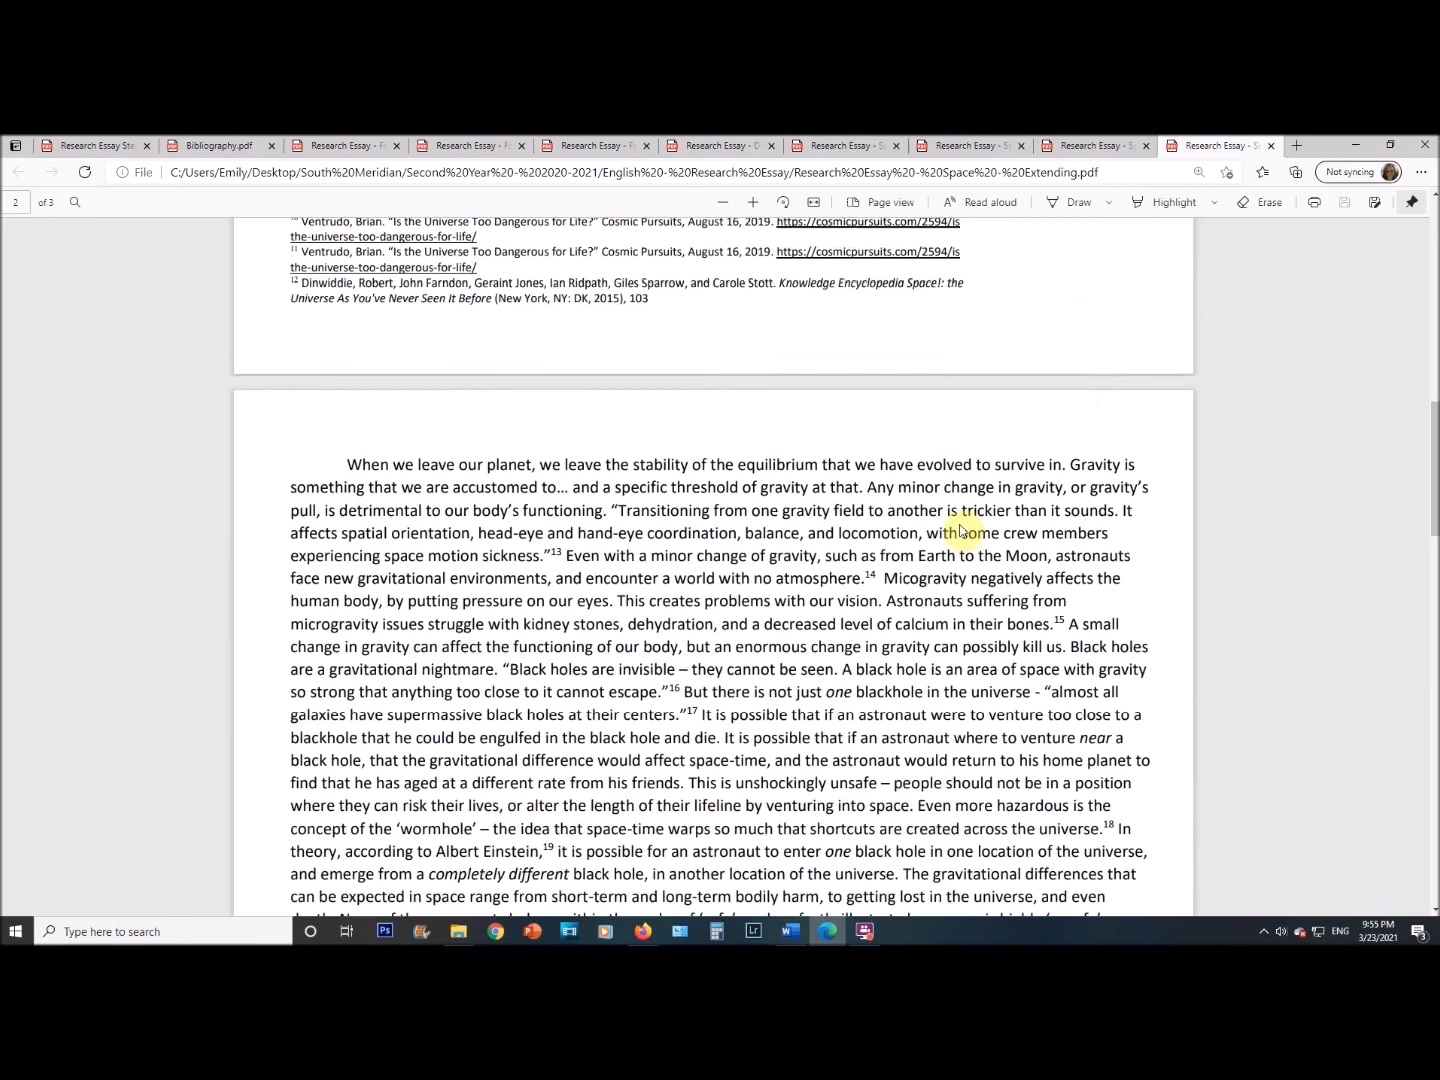 Research Essay Ste
Bibliography.pdf
Research Essay - Fo
Research Essay - Fo
Research Essay - Fo
Research Essay - D
Research Essay - Sp
Research Essay - Sp
Research Essay - Sp
Research Essay - Sp
File C:/Users/Emily/Desktop/South%20Meridian/Second%20Year%20-%202020-2021/English%20-%20Research%20Essay/Research%20Essay%20-%20Space%20-%20Extending.pdf
Not syncing
2 of 3
Page view
Read aloud
Draw
Highlight
Erase
Ventrudo, Brian. “Is the Universe Too Dangerous for Life?” Cosmic Pursuits, August 16, 2019. https://cosmicpursuits.com/2594/is
the-universe-too-dangerous-for-life/
11 Ventrudo, Brian. “Is the Universe Too Dangerous for Life?” Cosmic Pursuits, August 16, 2019. https://cosmicpursuits.com/2594/is
the-universe-too-dangerous-for-life/
12 Dinwiddie, Robert, John Farndon, Geraint Jones, Ian Ridpath, Giles Sparrow, and Carole Stott. Knowledge Encyclopedia Space!: the
Universe As You've Never Seen It Before (New York, NY: DK, 2015), 103
When we leave our planet, we leave the stability of the equilibrium that we have evolved to survive in. Gravity is
something that we are accustomed to… and a specific threshold of gravity at that. Any minor change in gravity, or gravity’s
pull, is detrimental to our body’s functioning. “Transitioning from one gravity field to another is trickier than it sounds. It
affects spatial orientation, head-eye and hand-eye coordination, balance, and locomotion, with some crew members
experiencing space motion sickness.”13 Even with a minor change of gravity, such as from Earth to the Moon, astronauts
face new gravitational environments, and encounter a world with no atmosphere.14 Micogravity negatively affects the
human body, by putting pressure on our eyes. This creates problems with our vision. Astronauts suffering from
microgravity issues struggle with kidney stones, dehydration, and a decreased level of calcium in their bones.15 A small
change in gravity can affect the functioning of our body, but an enormous change in gravity can possibly kill us. Black holes
are a gravitational nightmare. “Black holes are invisible – they cannot be seen. A black hole is an area of space with gravity
so strong that anything too close to it cannot escape.”16 But there is not just one blackhole in the universe - “almost all
galaxies have supermassive black holes at their centers.”17 It is possible that if an astronaut were to venture too close to a
blackhole that he could be engulfed in the black hole and die. It is possible that if an astronaut where to venture near a
black hole, that the gravitational difference would affect space-time, and the astronaut would return to his home planet to
find that he has aged at a different rate from his friends. This is unshockingly unsafe – people should not be in a position
where they can risk their lives, or alter the length of their lifeline by venturing into space. Even more hazardous is the
concept of the ‘wormhole’ – the idea that space-time warps so much that shortcuts are created across the universe.18 In
theory, according to Albert Einstein,19 it is possible for an astronaut to enter one black hole in one location of the universe,
and emerge from a completely different black hole, in another location of the universe. The gravitational differences that
can be expected in space range from short-term and long-term bodily harm, to getting lost in the universe, and even
Type here to search
Ps
Lr
ENG
9:55 PM
3/23/2021
3